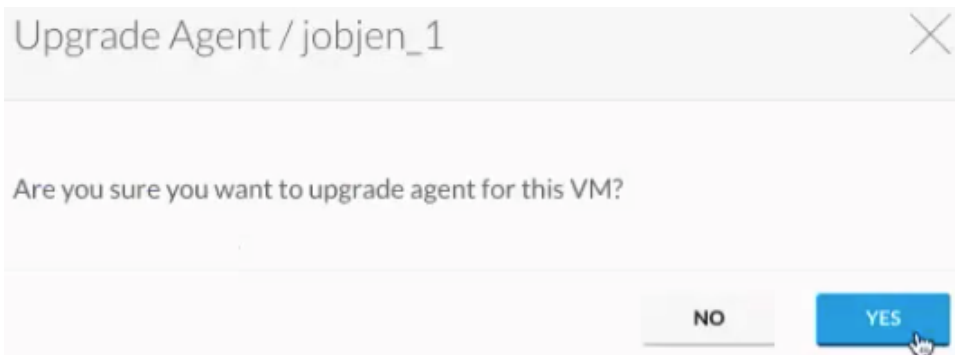 Upgrade Agent / jobjen_1
Are you sure you want to upgrade agent for this VM?
NO
YES